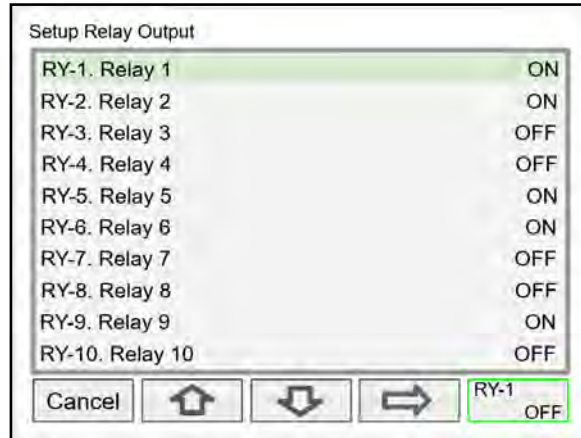 Setup Relay Output
RY-1. Relay 1 ON
RY-2. Relay 2 ON
RY-3. Relay 3 OFF
RY-4. Relay 4 OFF
RY-5. Relay 5 ON
RY-6. Relay 6 ON
RY-7. Relay 7 OFF
RY-8. Relay 8 OFF
RY-9. Relay 9 ON
RY-10. Relay 10 OFF
Cancel
RY-1
OFF